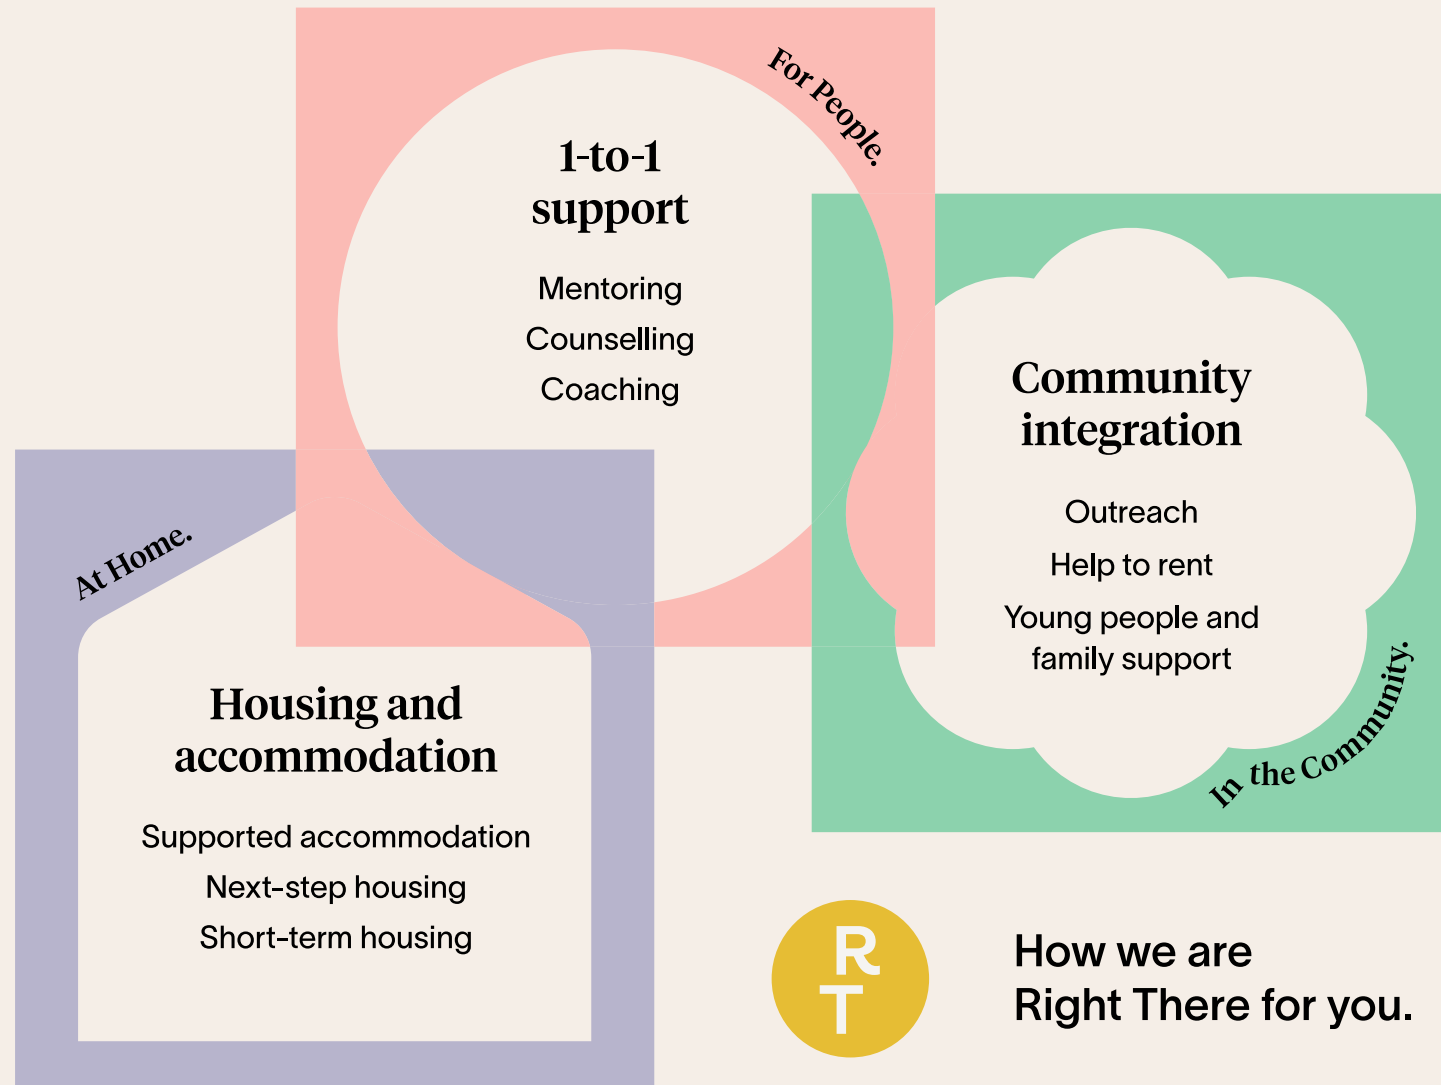 For People.
1-to-1
support
Mentoring
Counselling
Coaching
In the Community.
Community
integration
Outreach
Help to rent
Young people and
family support
At Home.
Housing and
accommodation
Supported accommodation
Next-step housing
Short-term housing
R
T
How we are
Right There for you.